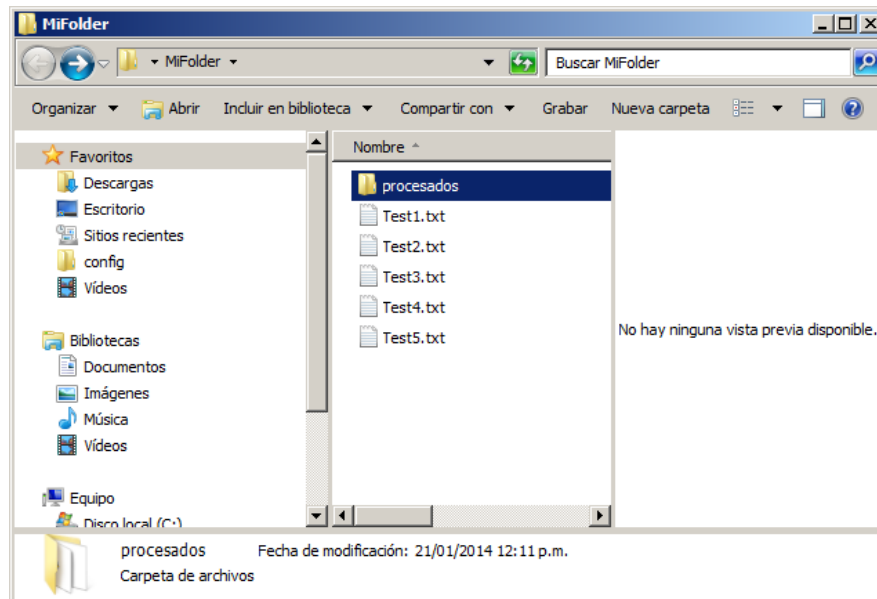 MiFolder
MiFolder
Buscar MiFolder
Organizar Abrir Incluir en biblioteca Compartir con Grabar Nueva carpeta
Favoritos
Descargas
Escritorio
Sitios recientes
config
Vídeos
Bibliotecas
Documentos
Imágenes
Música
Vídeos
Equipo
Disco local (C:)
Nombre
procesados
Test1.txt
Test2.txt
Test3.txt
Test4.txt
Test5.txt
No hay ninguna vista previa disponible.
procesados Fecha de modificación: 21/01/2014 12:11 p.m.
Carpeta de archivos